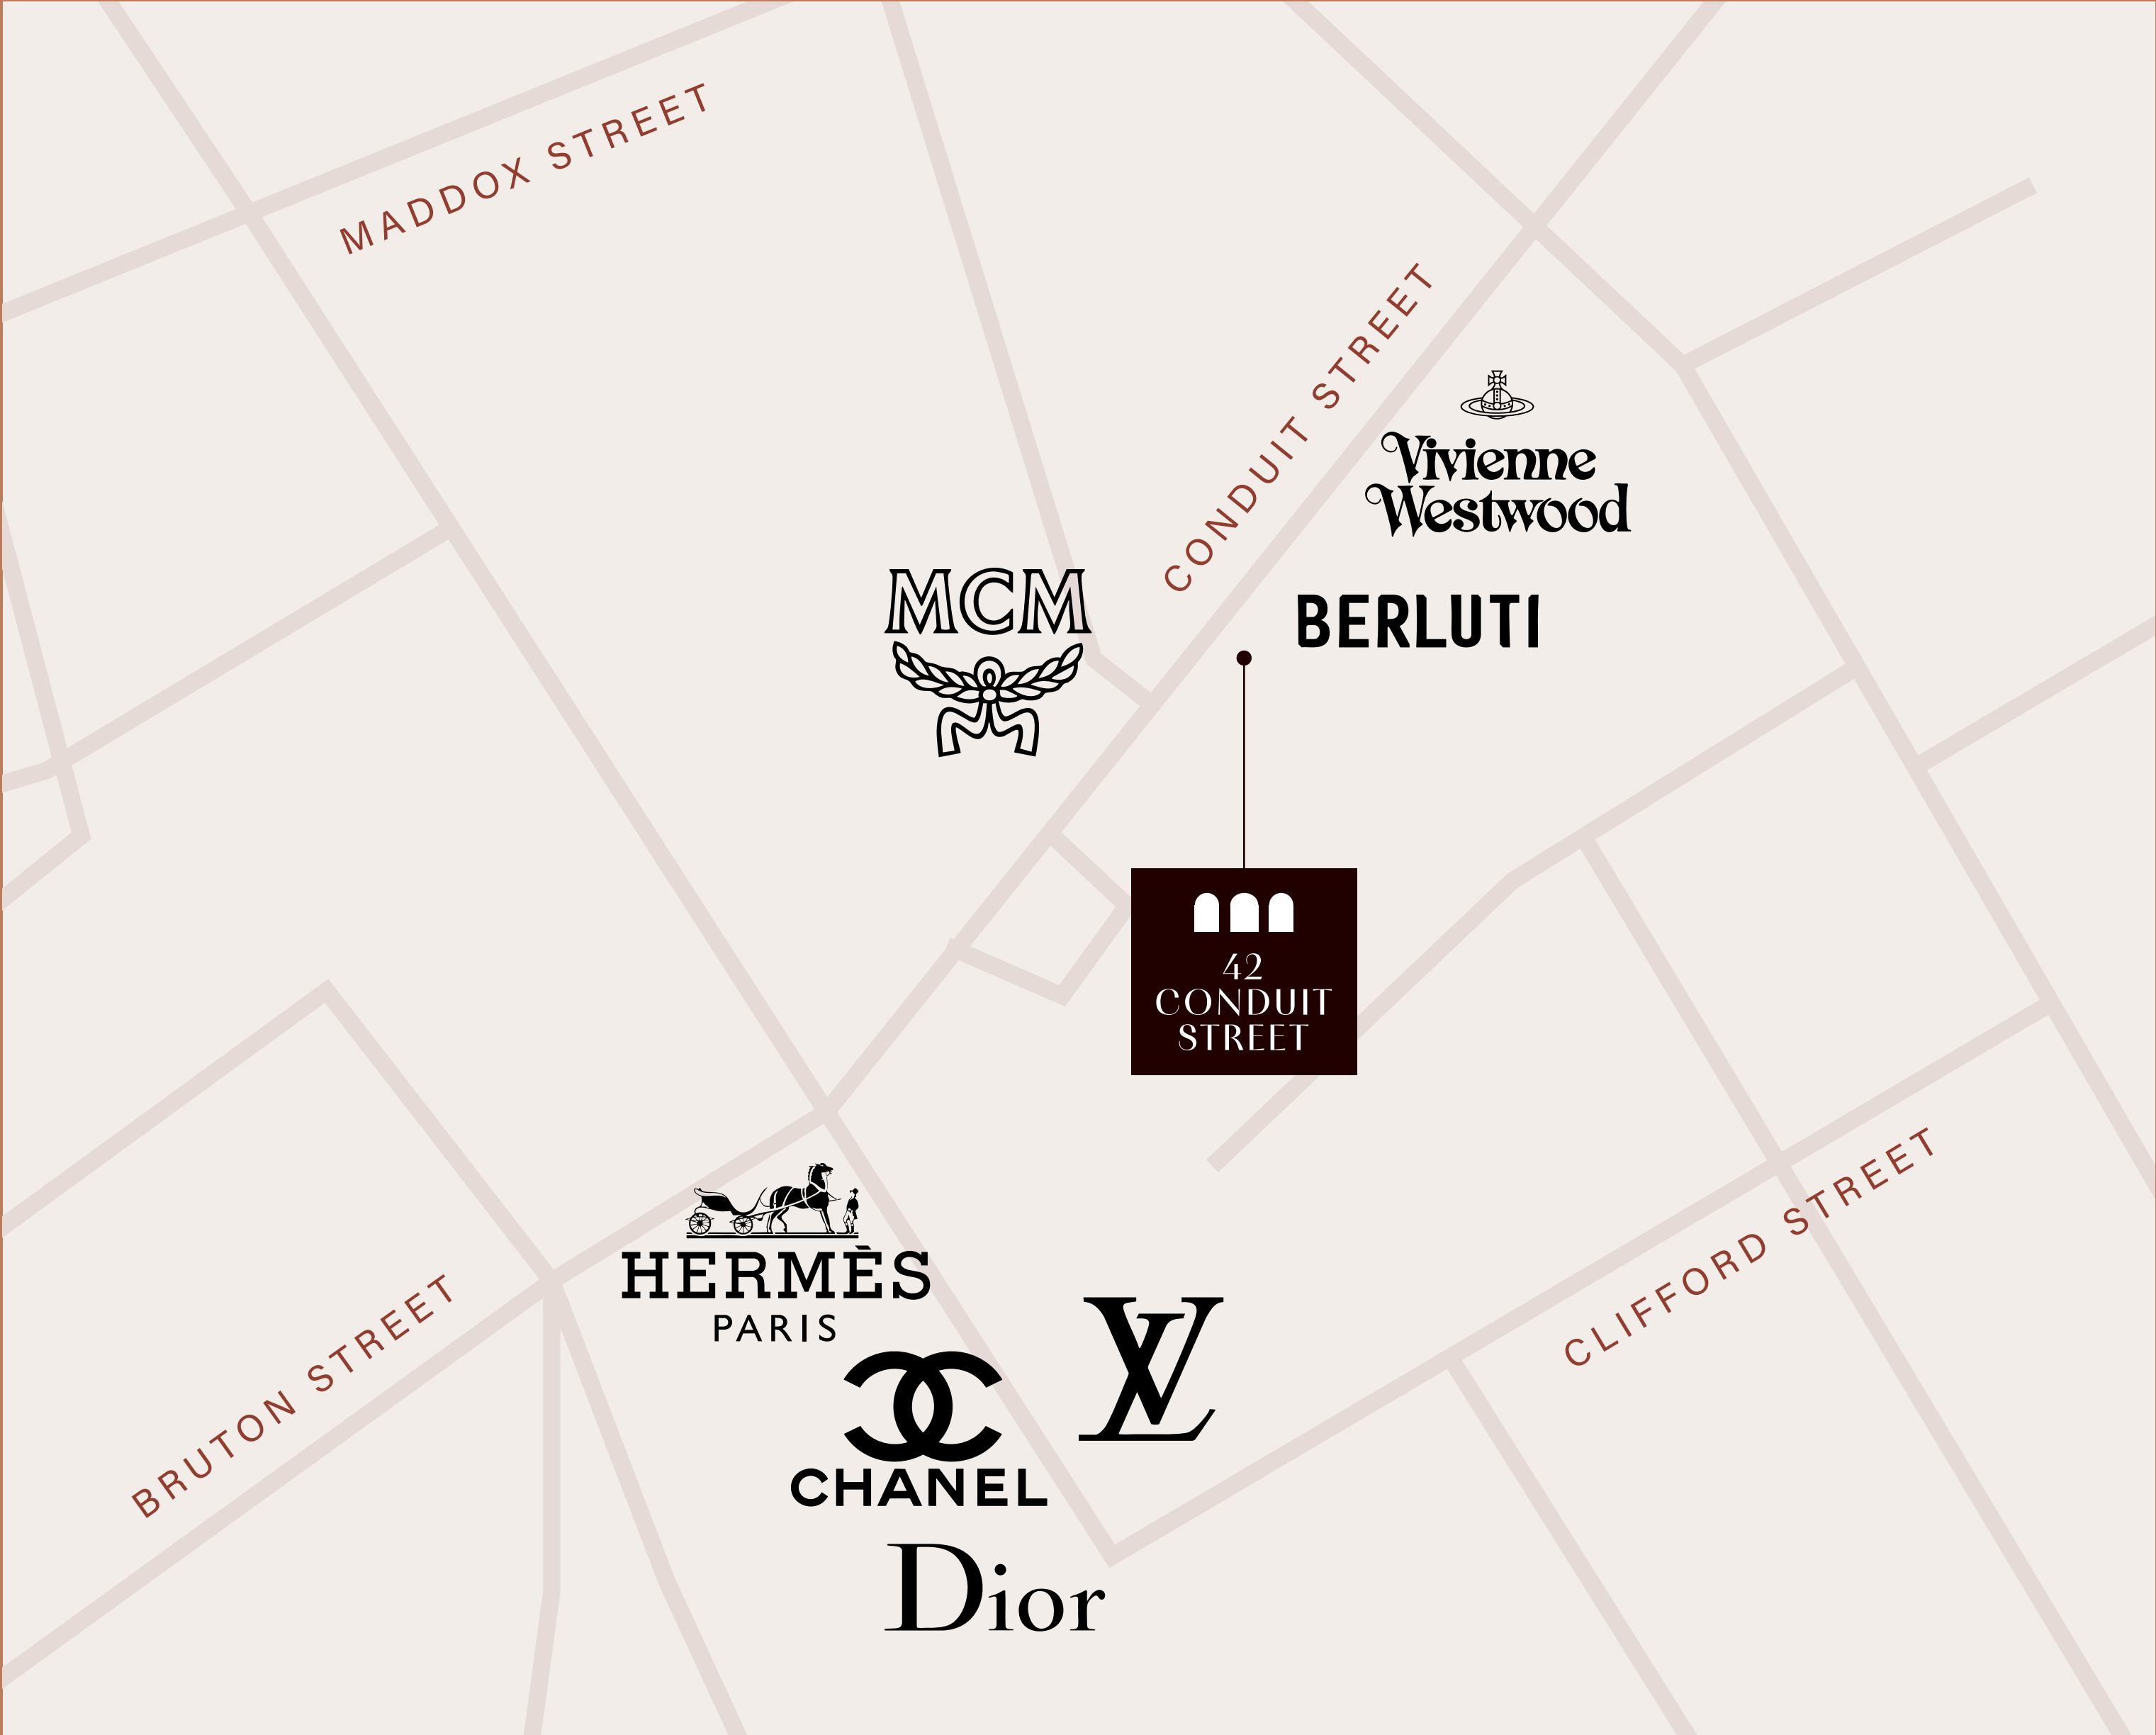 MADDOX STREET
CONDUIT STREET
Vivienne
Westwood
MCM
BERLUTI
42
CONDUIT
STREET
HERMÈS
PARIS
BRUTON STREET
CLIFFORD STREET
LV
CHANEL
Dior